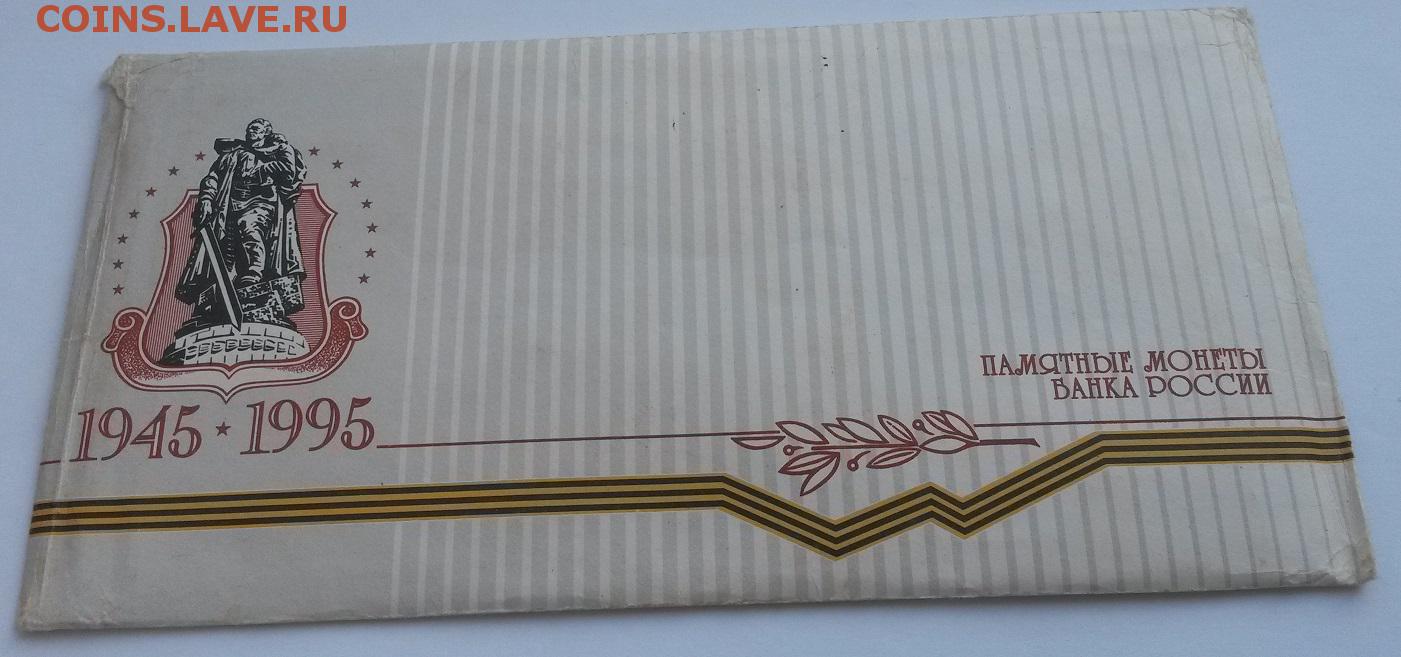 COINS.LAVE.RU
1945 ★ 1995
ПАМЯТНЫЕ МОНЕТЫ
БАНКА РОССИИ